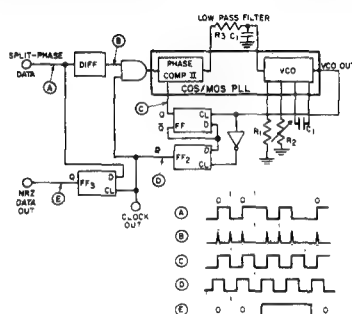 LOW PASS FILTER
R3 C1
SPLIT-PHASE
DATA
A
DIFF
B
PHASE
COMP II
VCO
VCO OUT
COS/MOS PLL
C
Q CL
D
Q̅ FF
R1
R2
C1
Q
D
FF2
CL
D
NRZ
DATA
OUT
E
Q D
FF3
CL
CLOCK
OUT
A 0 1 0 1 1 0
B
C
D
E 0 0 0